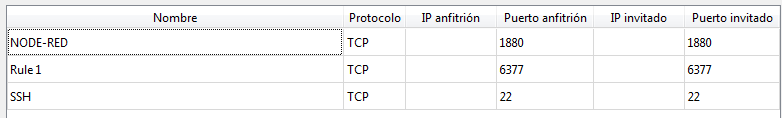 Nombre Protocolo IP anfitrión Puerto anfitrión IP invitado Puerto invitado
NODE-RED TCP 1880 1880
Rule 1 TCP 6377 6377
SSH TCP 22 22